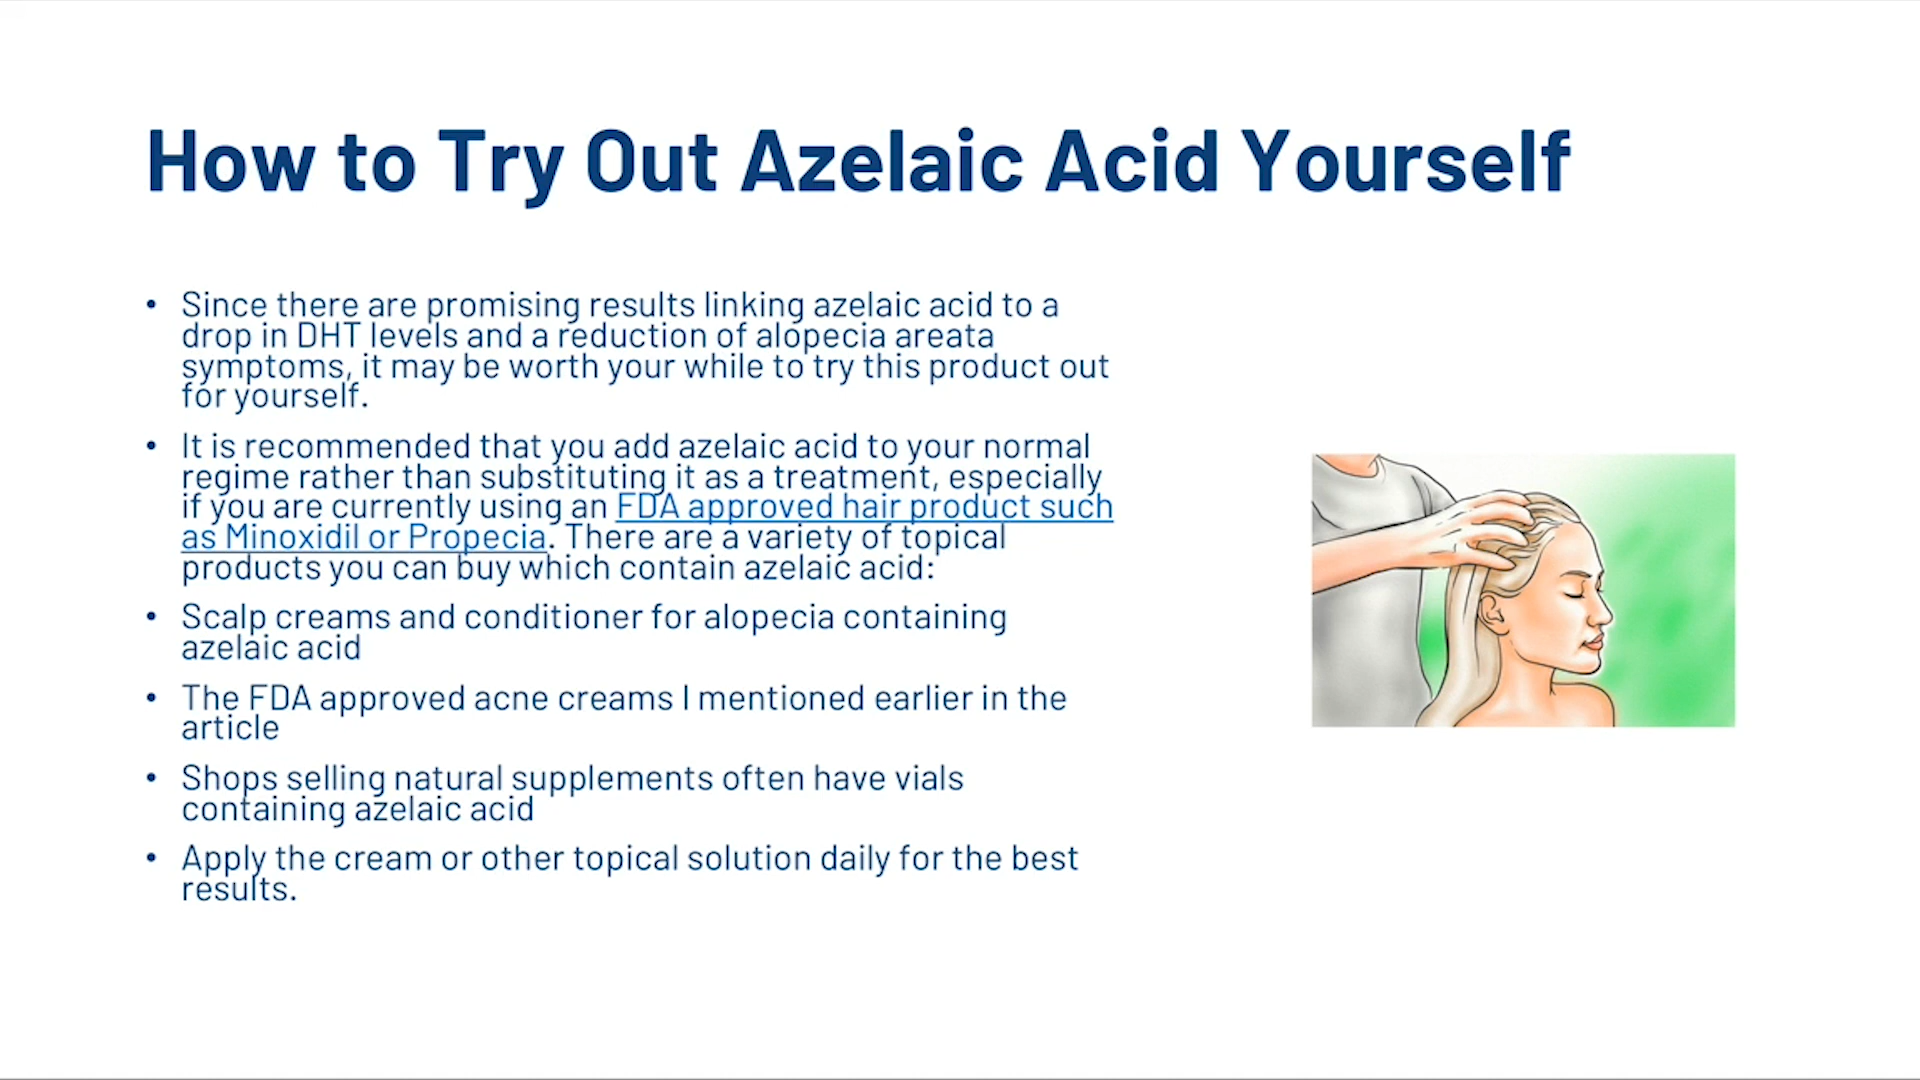 How to Try Out Azelaic Acid Yourself
• Since there are promising results linking azelaic acid to a
drop in DHT levels and a reduction of alopecia areata
symptoms, it may be worth your while to try this product out
for yourself.
• It is recommended that you add azelaic acid to your normal
regime rather than substituting it as a treatment, especially
if you are currently using an FDA approved hair product such
as Minoxidil or Propecia. There are a variety of topical
products you can buy which contain azelaic acid:
• Scalp creams and conditioner for alopecia containing
azelaic acid
• The FDA approved acne creams I mentioned earlier in the
article
• Shops selling natural supplements often have vials
containing azelaic acid
• Apply the cream or other topical solution daily for the best
results.